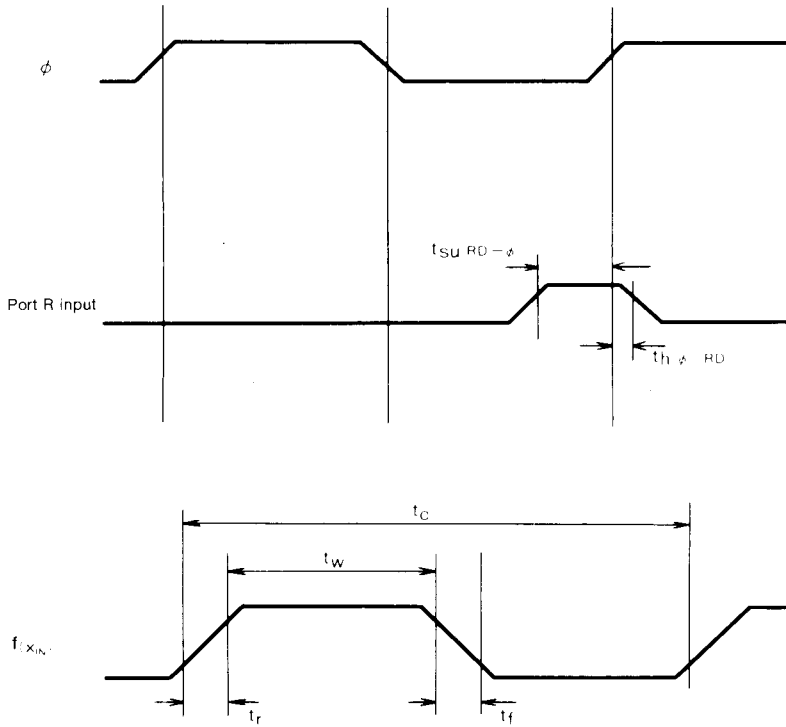 ϕ
tsu RD − ϕ
Port R input
th ϕ RD
tc
tw
f(XIN)
tr
tf